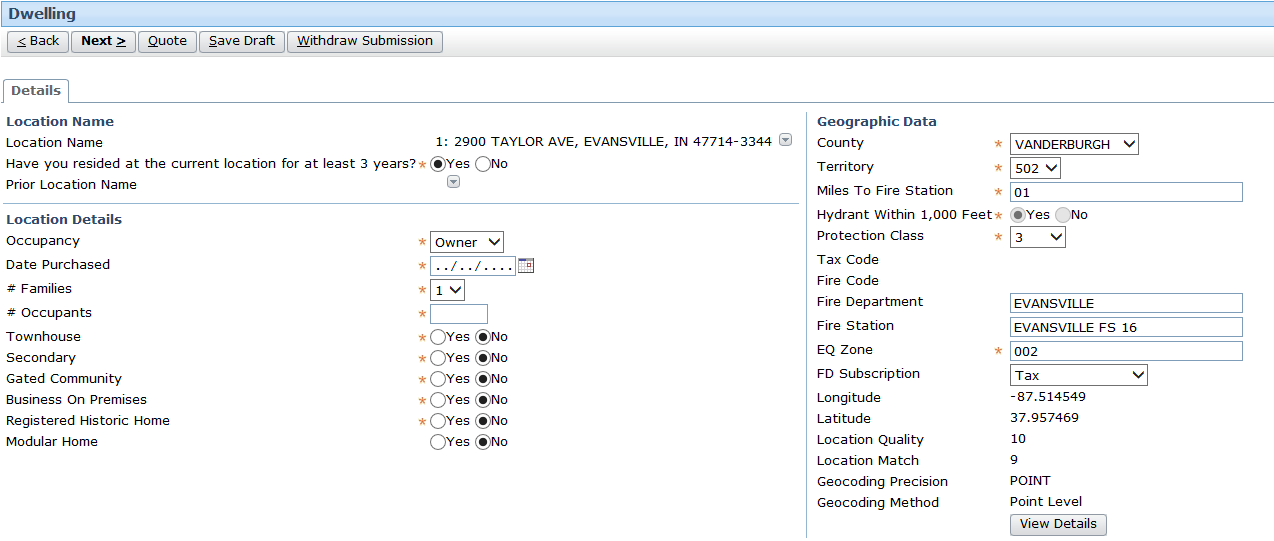 Dwelling
< Back Next > Quote Save Draft Withdraw Submission
Details
Location Name
Location Name 1: 2900 TAYLOR AVE, EVANSVILLE, IN 47714-3344
Have you resided at the current location for at least 3 years? * Yes No
Prior Location Name
Location Details
Occupancy * Owner
Date Purchased * ../../....
# Families * 1
# Occupants *
Townhouse * Yes No
Secondary * Yes No
Gated Community * Yes No
Business On Premises * Yes No
Registered Historic Home * Yes No
Modular Home Yes No
Geographic Data
County * VANDERBURGH
Territory * 502
Miles To Fire Station * 01
Hydrant Within 1,000 Feet * Yes No
Protection Class * 3
Tax Code
Fire Code
Fire Department EVANSVILLE
Fire Station EVANSVILLE FS 16
EQ Zone * 002
FD Subscription Tax
Longitude -87.514549
Latitude 37.957469
Location Quality 10
Location Match 9
Geocoding Precision POINT
Geocoding Method Point Level
View Details